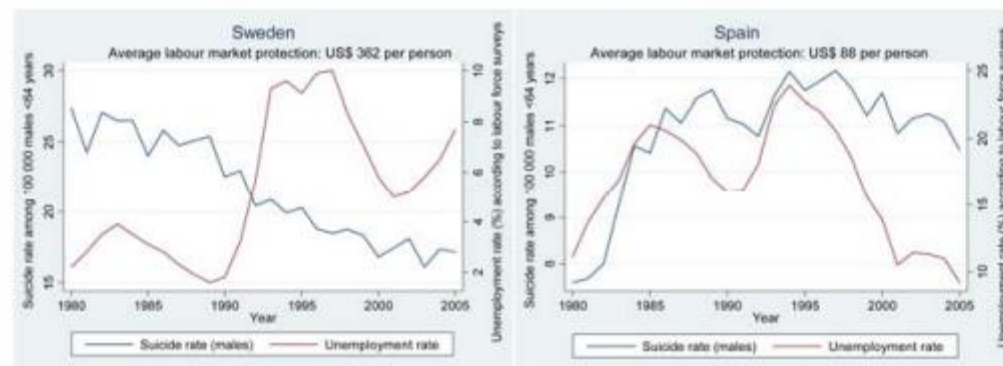 Sweden
Average labour market protection: US$ 362 per person
Suicide rate among 100 000 males <64 years
30
25
20
15
10
8
6
4
2
Unemployment rate (%) according to labour force surveys
1980 1985 1990 1995 2000 2005
Year
Suicide rate (males) Unemployment rate
Spain
Average labour market protection: US$ 88 per person
Suicide rate among 100 000 males <64 years
12
11
10
9
8
25
20
15
10
1980 1985 1990 1995 2000 2005
Year
Suicide rate (males) Unemployment rate